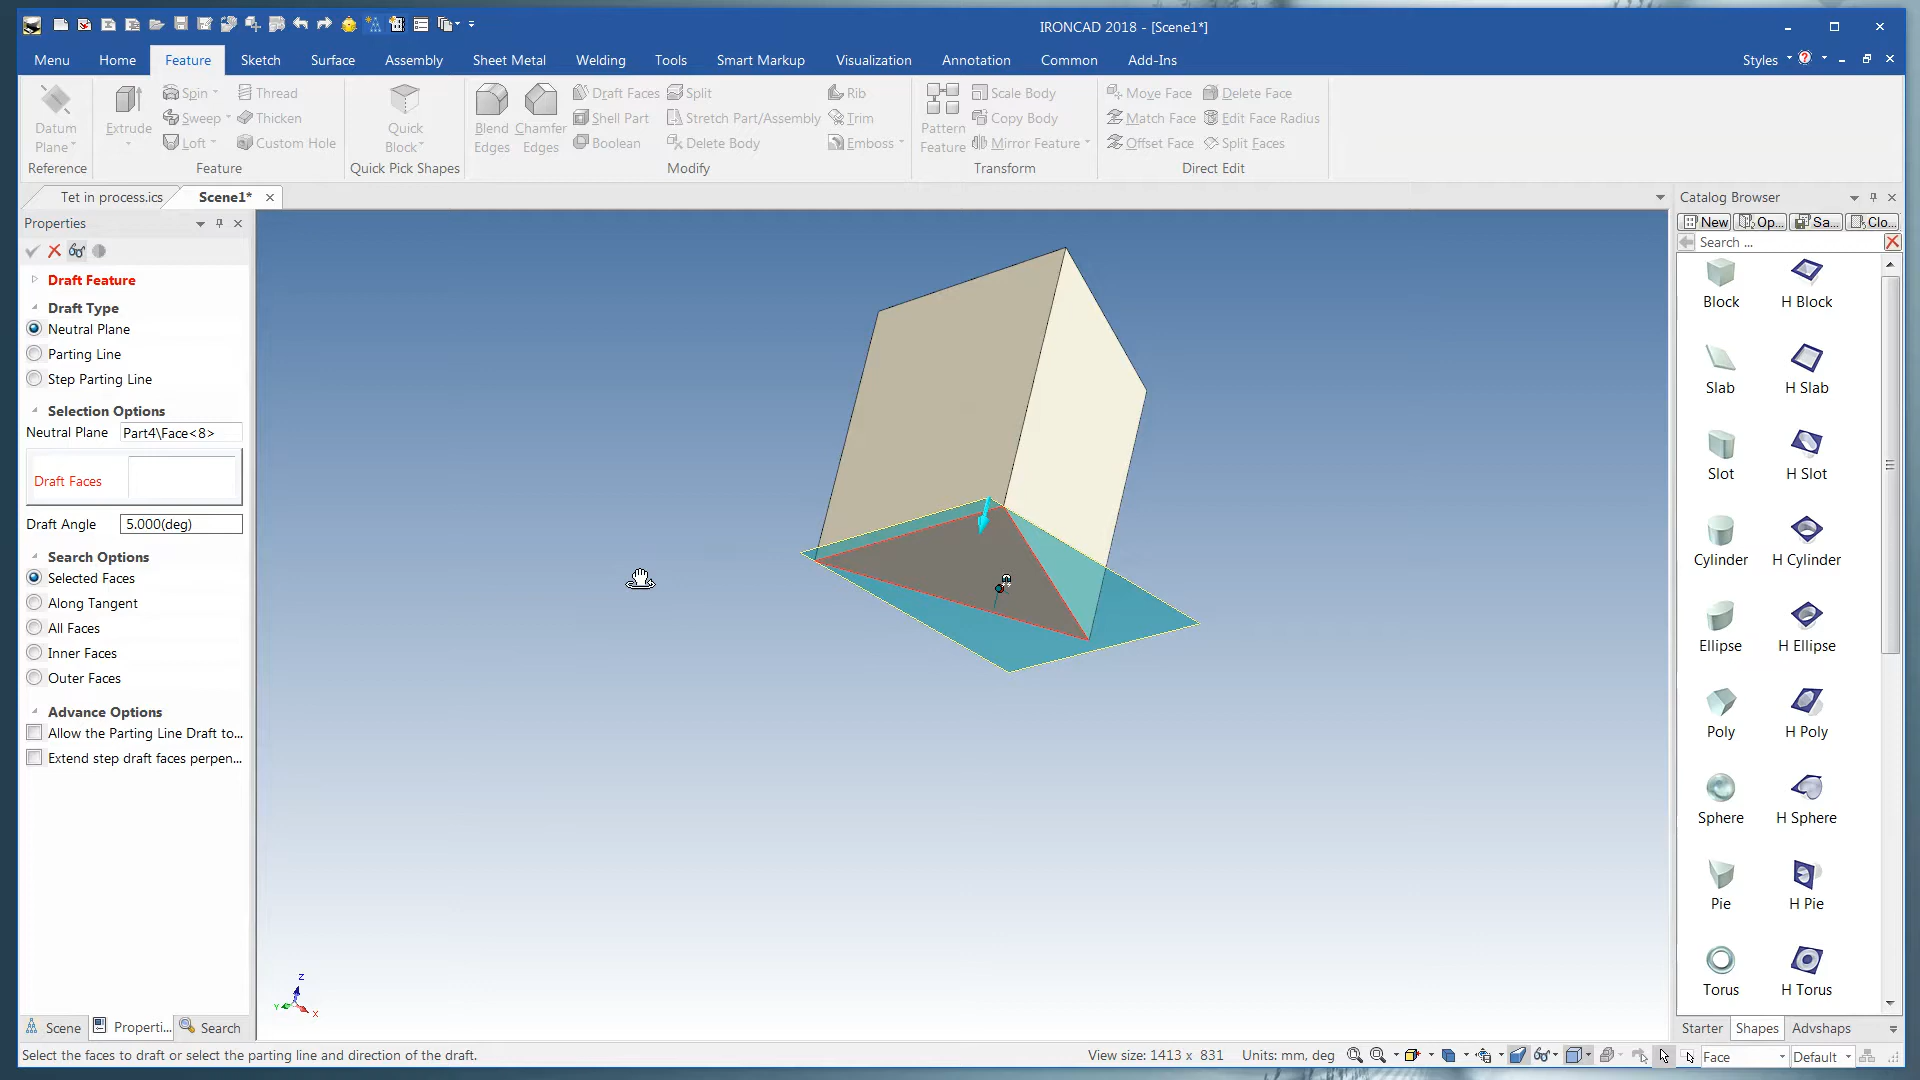 IRONCAD 2018 - [Scene1*]
Menu Home Feature Sketch Surface Assembly Sheet Metal Welding Tools Smart Markup Visualization Annotation Common Add-Ins Styles
Datum Plane
Reference
Extrude
Spin
Sweep
Loft
Thread
Thicken
Custom Hole
Feature
Quick Block
Quick Pick Shapes
Blend Edges
Chamfer Edges
Draft Faces
Shell Part
Boolean
Split
Stretch Part/Assembly
Delete Body
Rib
Trim
Emboss
Modify
Pattern Feature
Scale Body
Copy Body
Mirror Feature
Transform
Move Face
Match Face
Offset Face
Delete Face
Edit Face Radius
Split Faces
Direct Edit
Tet in process.ics
Scene1*
Properties
Draft Feature
Draft Type
Neutral Plane
Parting Line
Step Parting Line
Selection Options
Neutral Plane Part4\Face<8>
Draft Faces
Draft Angle 5.000(deg)
Search Options
Selected Faces
Along Tangent
All Faces
Inner Faces
Outer Faces
Advance Options
Allow the Parting Line Draft to...
Extend step draft faces perpen...
Z
Y
X
Catalog Browser
New Op... Sa... Clo...
Search ...
Block H Block
Slab H Slab
Slot H Slot
Cylinder H Cylinder
Ellipse H Ellipse
Poly H Poly
Sphere H Sphere
Pie H Pie
Torus H Torus
Scene Properti... Search
Starter Shapes Advshaps
Select the faces to draft or select the parting line and direction of the draft.
View size: 1413 x 831 Units: mm, deg
Face
Default